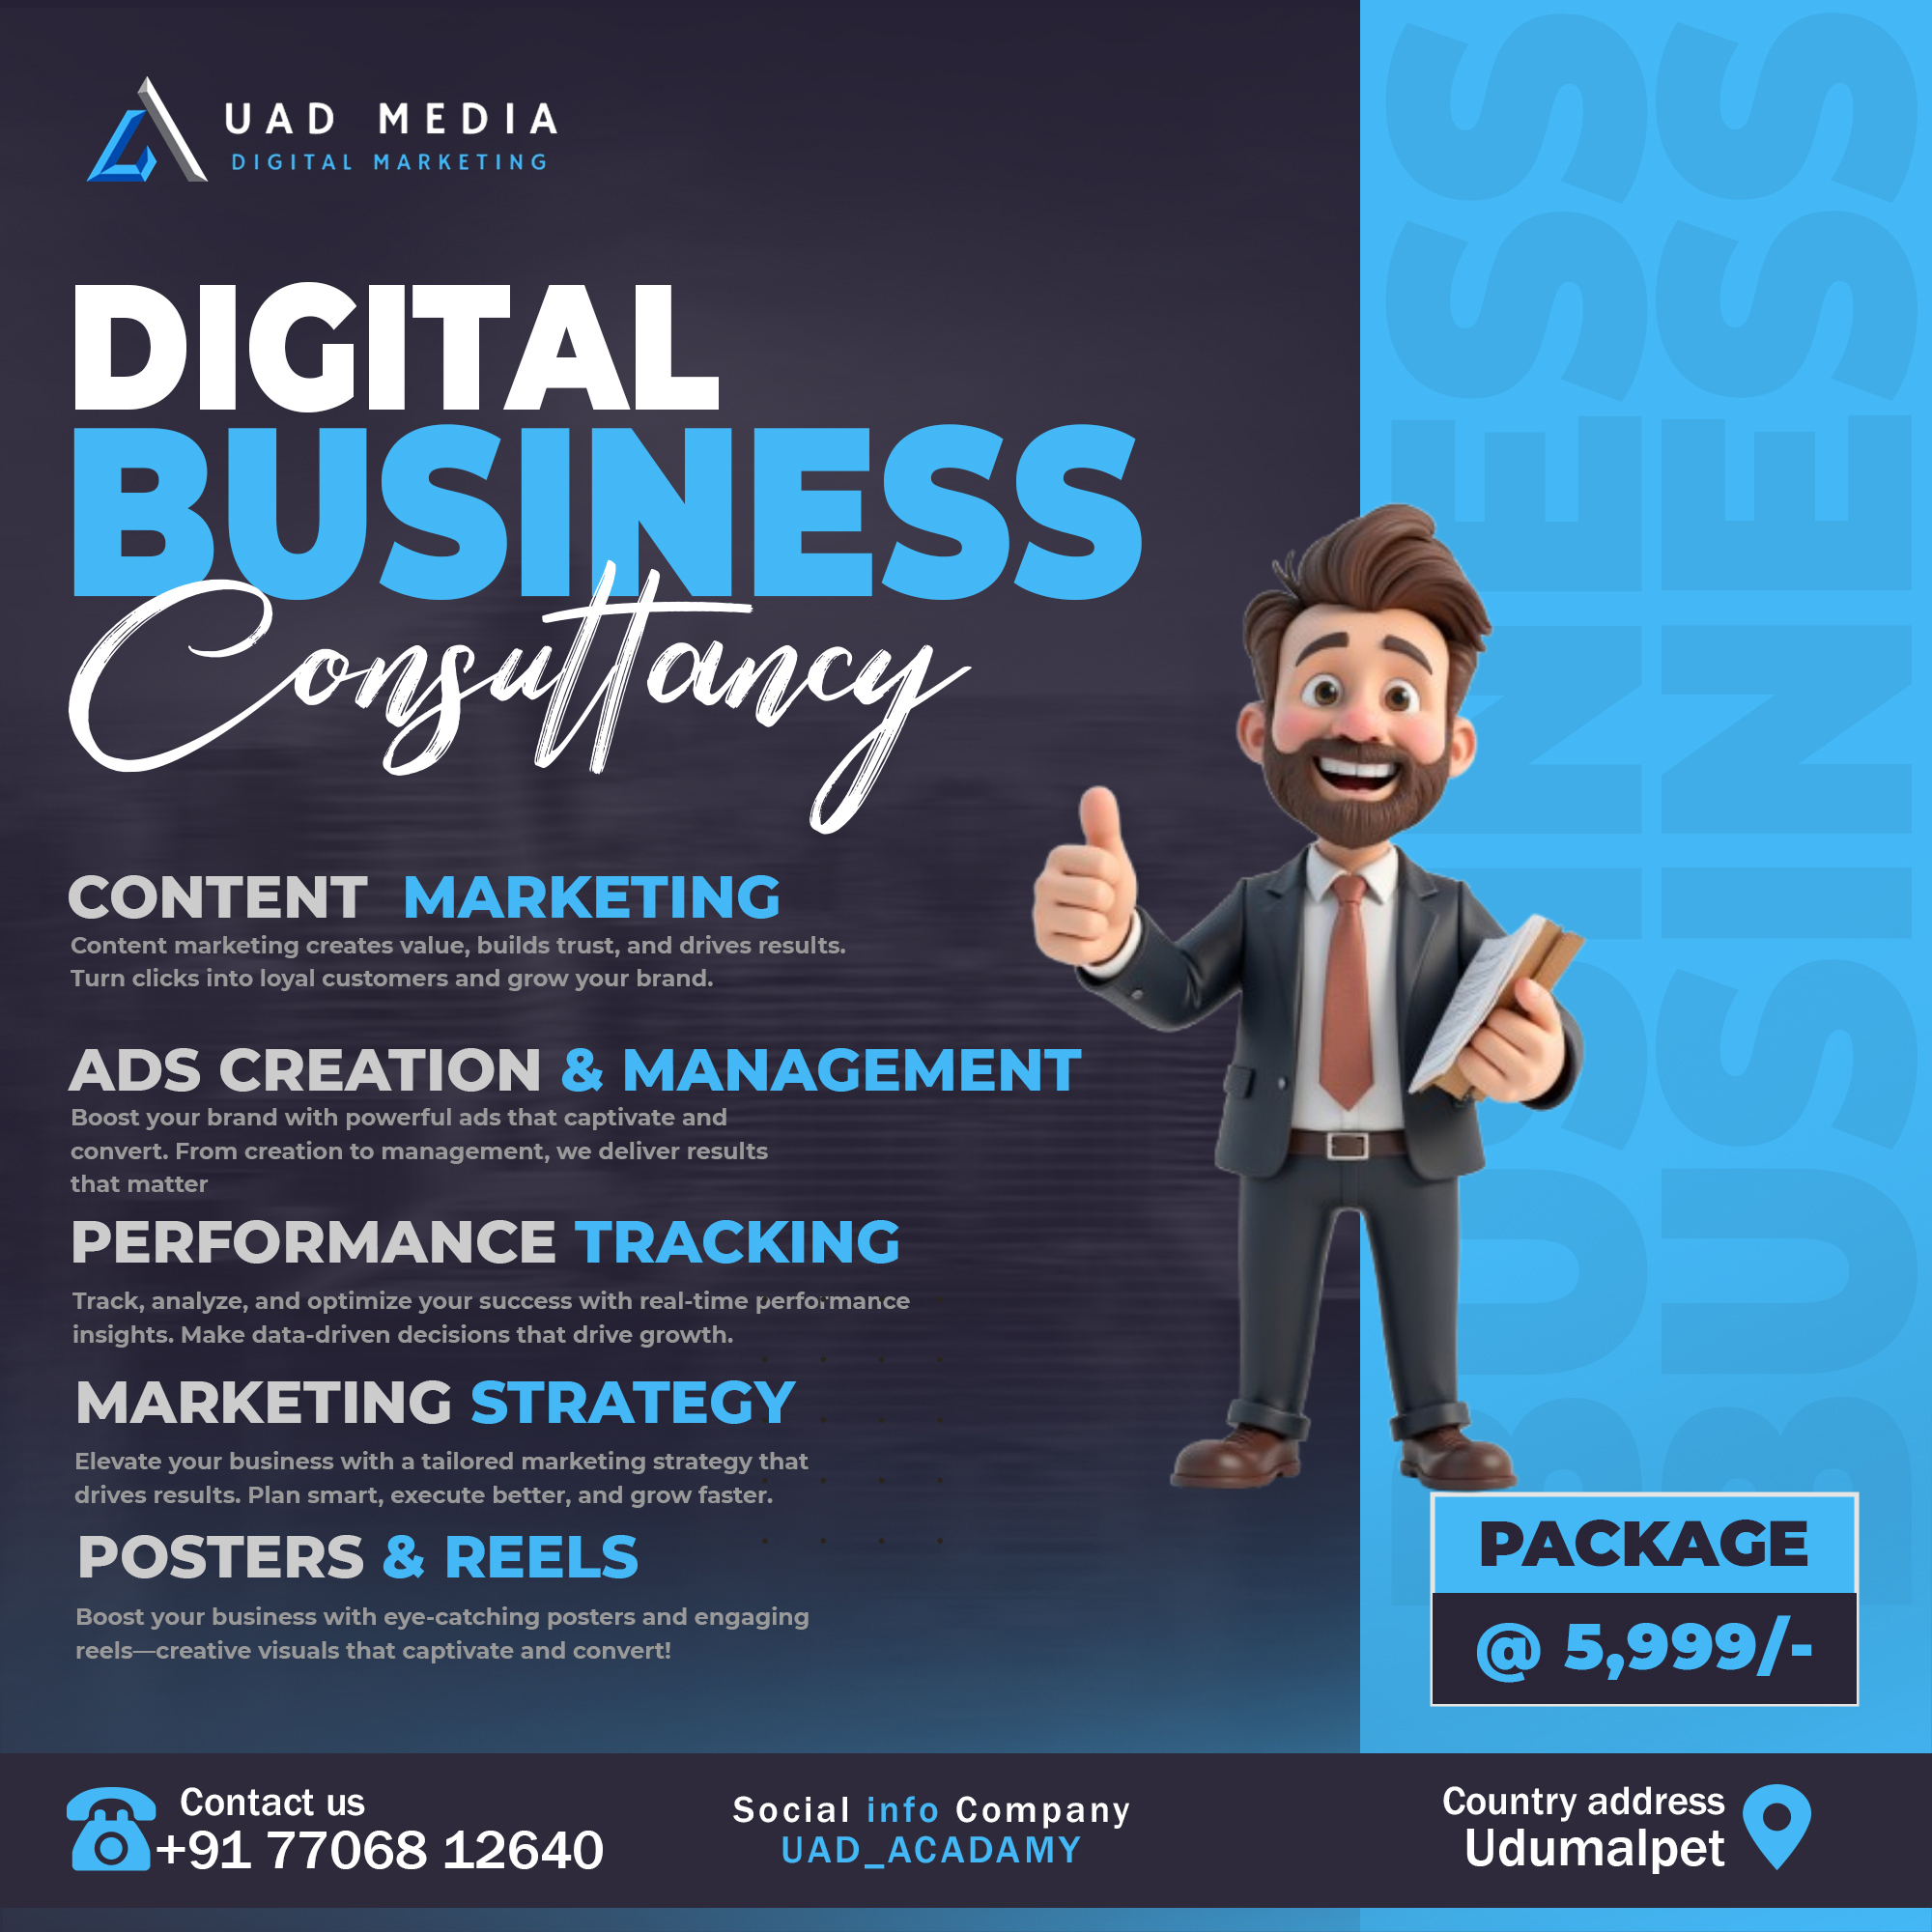 UAD MEDIA
DIGITAL MARKETING
DIGITAL
BUSINESS
Consultancy
CONTENT MARKETING
Content marketing creates value, builds trust, and drives results.
Turn clicks into loyal customers and grow your brand.
ADS CREATION & MANAGEMENT
Boost your brand with powerful ads that captivate and
convert. From creation to management, we deliver results
that matter
PERFORMANCE TRACKING
Track, analyze, and optimize your success with real-time performance
insights. Make data-driven decisions that drive growth.
MARKETING STRATEGY
Elevate your business with a tailored marketing strategy that
drives results. Plan smart, execute better, and grow faster.
POSTERS & REELS
Boost your business with eye-catching posters and engaging
reels—creative visuals that captivate and convert!
BUSINESS
BUSINESS
PACKAGE
@ 5,999/-
Contact us
+91 77068 12640
Social info Company
UAD_ACADAMY
Country address
Udumalpet